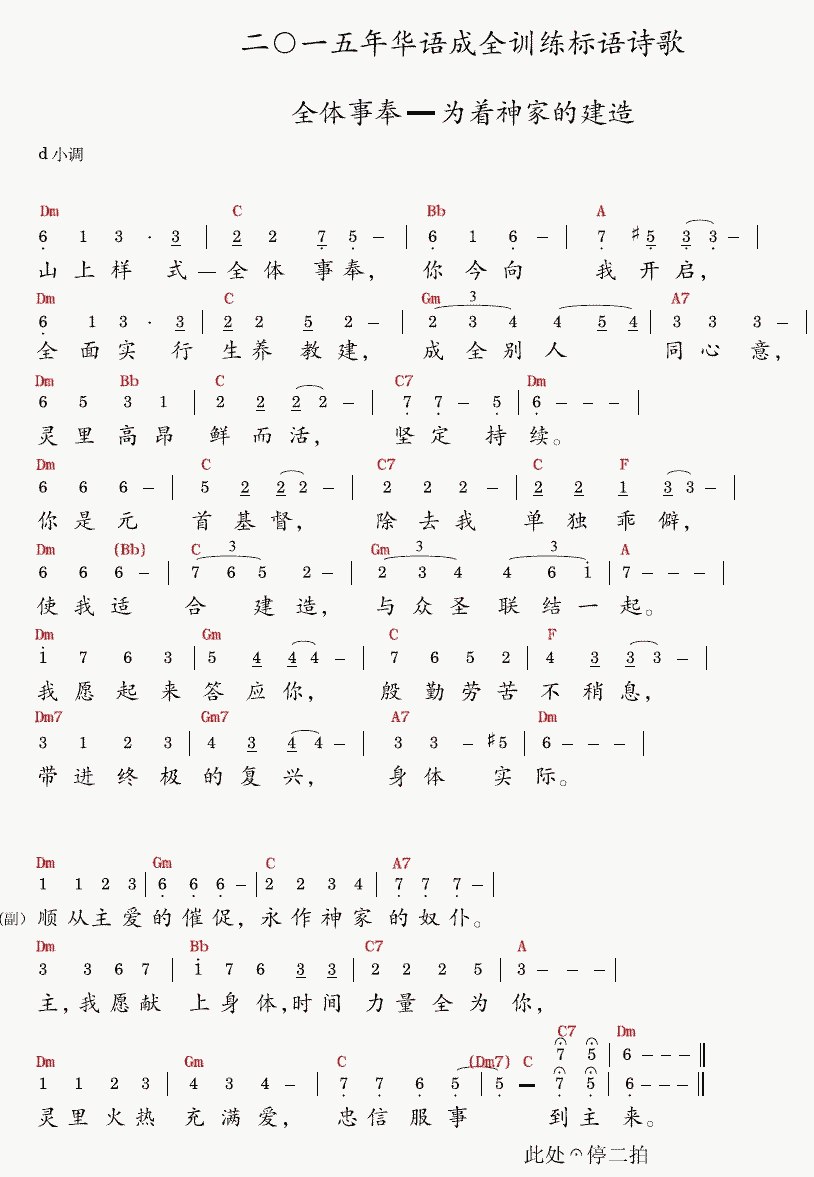 二〇一五年华语成全训练标语诗歌
全体事奉—为着神家的建造
d 小调
Dm C Bb A
6 1 3 · 3 | 2 2 7 5 – | 6 1 6 – | 7 #5 3 3 – |
山上样 式—全体 事奉， 你今向 我开启，
Dm C Gm 3 A7
6 1 3 · 3 | 2 2 5 2 – | 2 3 4 4 5 4 | 3 3 3 – |
全面实 行 生养 教建， 成全别人 同心意，
Dm Bb C C7 Dm
6 5 3 1 | 2 2 2 2 – | 7 7 – 5 | 6 – – – |
灵里高昂 鲜而活， 坚定 持续。
Dm C C7 C F
6 6 6 – | 5 2 2 2 – | 2 2 2 – | 2 2 1 3 3 – |
你是元 首基督， 除去我 单独乖僻，
Dm (Bb) C 3 Gm 3 3 A
6 6 6 – | 7 6 5 2 – | 2 3 4 4 6 1 | 7 – – – |
使我适 合建造， 与众圣联结一起。
Dm Gm C F
1 7 6 3 | 5 4 4 4 – | 7 6 5 2 | 4 3 3 3 – |
我愿起来答应你， 殷勤劳苦不稍息，
Dm7 Gm7 A7 Dm
3 1 2 3 | 4 3 4 4 – | 3 3 – #5 | 6 – – – |
带进终极的复兴， 身体 实际。
Dm Gm C A7
1 1 2 3 | 6 6 6 – | 2 2 3 4 | 7 7 7 – |
(副) 顺从主爱的催促，永作神家的奴仆。
Dm Bb C7 A
3 3 6 7 | 1 7 6 3 3 | 2 2 2 5 | 3 – – – |
主，我愿献 上身体，时间 力量全为 你，
C7 Dm
7 5 | 6 – – – ‖
Dm Gm C (Dm7) C
1 1 2 3 | 4 3 4 – | 7 7 6 5 | 5 – 7 5 | 6 – – – ‖
灵里火热 充满爱， 忠信服事 到主来。
此处𝄐停二拍